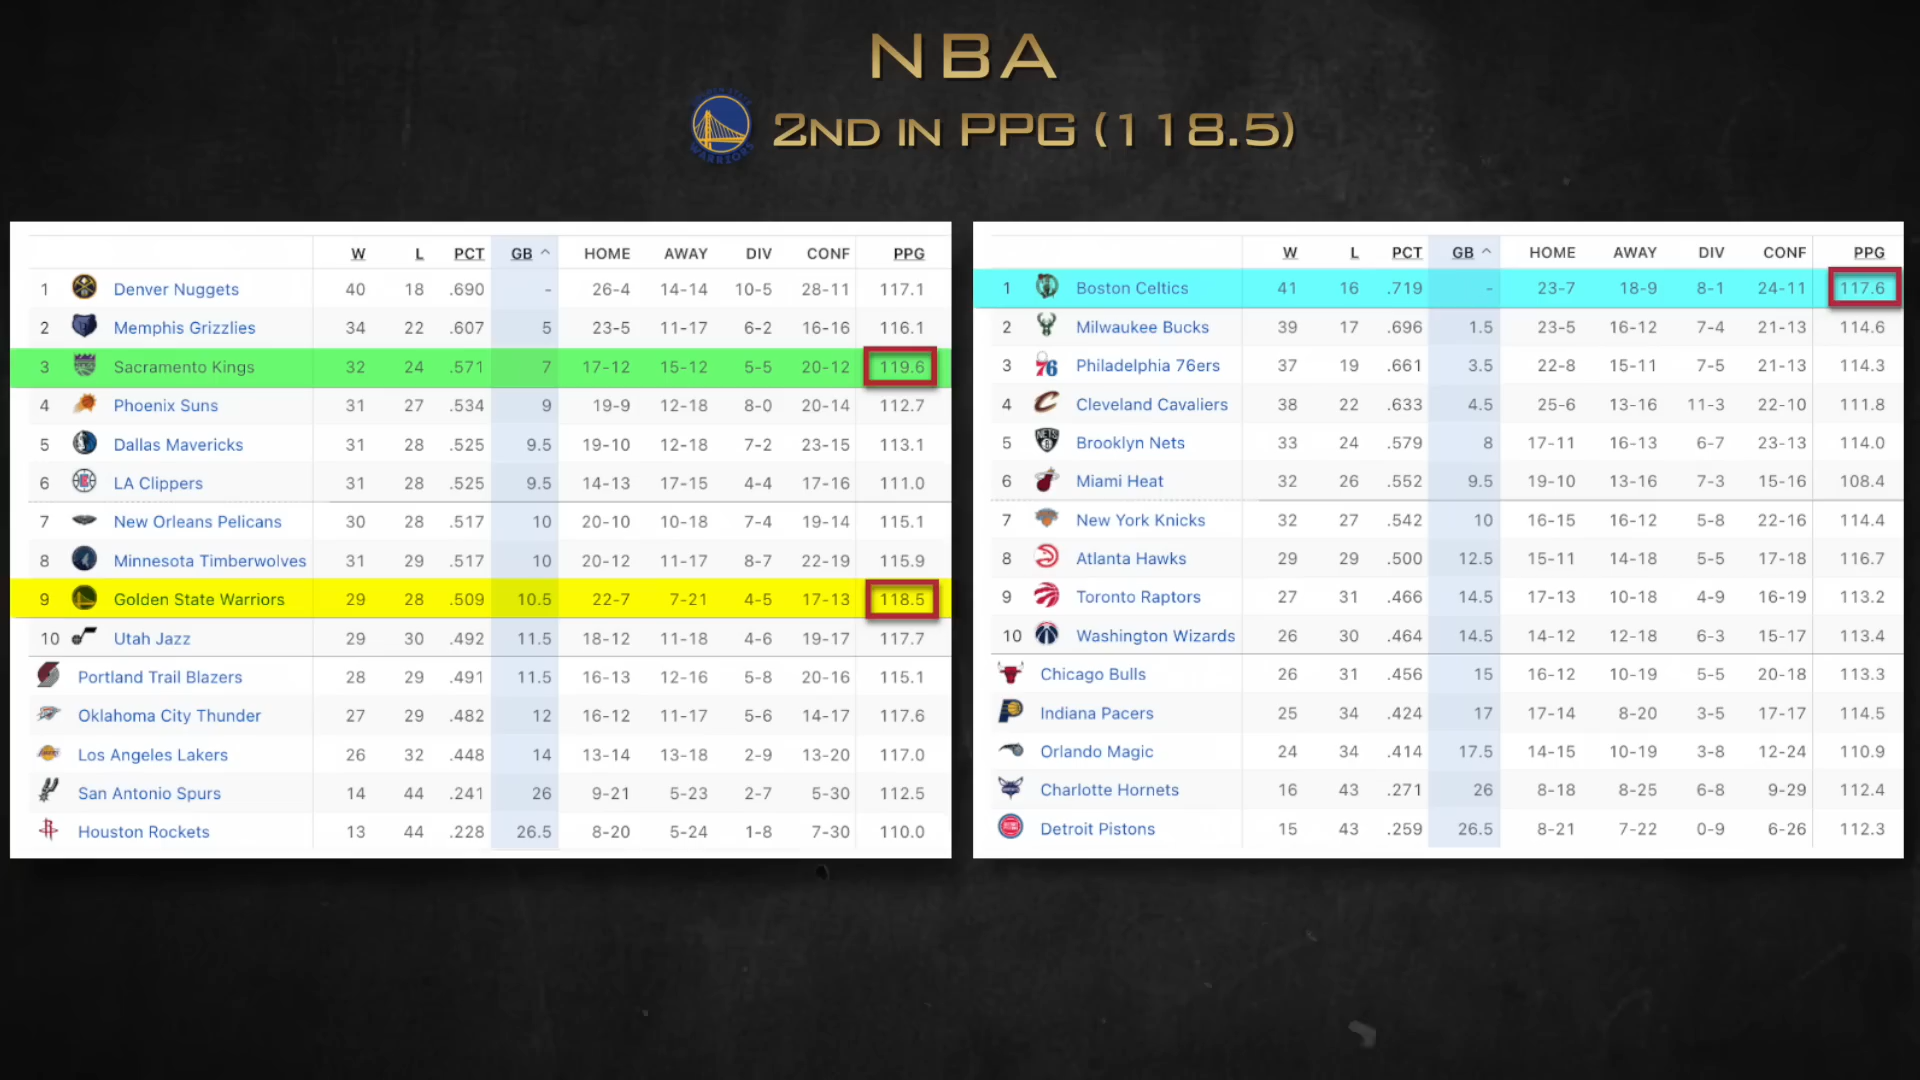 NBA
2ND IN PPG (118.5)
W L PCT GB HOME AWAY DIV CONF PPG
1 Denver Nuggets 40 18 .690 - 26-4 14-14 10-5 28-11 117.1
2 Memphis Grizzlies 34 22 .607 5 23-5 11-17 6-2 16-16 116.1
3 Sacramento Kings 32 24 .571 7 17-12 15-12 5-5 20-12 119.6
4 Phoenix Suns 31 27 .534 9 19-9 12-18 8-0 20-14 112.7
5 Dallas Mavericks 31 28 .525 9.5 19-10 12-18 7-2 23-15 113.1
6 LA Clippers 31 28 .525 9.5 14-13 17-15 4-4 17-16 111.0
7 New Orleans Pelicans 30 28 .517 10 20-10 10-18 7-4 19-14 115.1
8 Minnesota Timberwolves 31 29 .517 10 20-12 11-17 8-7 22-19 115.9
9 Golden State Warriors 29 28 .509 10.5 22-7 7-21 4-5 17-13 118.5
10 Utah Jazz 29 30 .492 11.5 18-12 11-18 4-6 19-17 117.7
Portland Trail Blazers 28 29 .491 11.5 16-13 12-16 5-8 20-16 115.1
Oklahoma City Thunder 27 29 .482 12 16-12 11-17 5-6 14-17 117.6
Los Angeles Lakers 26 32 .448 14 13-14 13-18 2-9 13-20 117.0
San Antonio Spurs 14 44 .241 26 9-21 5-23 2-7 5-30 112.5
Houston Rockets 13 44 .228 26.5 8-20 5-24 1-8 7-30 110.0
W L PCT GB HOME AWAY DIV CONF PPG
1 Boston Celtics 41 16 .719 - 23-7 18-9 8-1 24-11 117.6
2 Milwaukee Bucks 39 17 .696 1.5 23-5 16-12 7-4 21-13 114.6
3 Philadelphia 76ers 37 19 .661 3.5 22-8 15-11 7-5 21-13 114.3
4 Cleveland Cavaliers 38 22 .633 4.5 25-6 13-16 11-3 22-10 111.8
5 Brooklyn Nets 33 24 .579 8 17-11 16-13 6-7 23-13 114.0
6 Miami Heat 32 26 .552 9.5 19-10 13-16 7-3 15-16 108.4
7 New York Knicks 32 27 .542 10 16-15 16-12 5-8 22-16 114.4
8 Atlanta Hawks 29 29 .500 12.5 15-11 14-18 5-5 17-18 116.7
9 Toronto Raptors 27 31 .466 14.5 17-13 10-18 4-9 16-19 113.2
10 Washington Wizards 26 30 .464 14.5 14-12 12-18 6-3 15-17 113.4
Chicago Bulls 26 31 .456 15 16-12 10-19 5-5 20-18 113.3
Indiana Pacers 25 34 .424 17 17-14 8-20 3-5 17-17 114.5
Orlando Magic 24 34 .414 17.5 14-15 10-19 3-8 12-24 110.9
Charlotte Hornets 16 43 .271 26 8-18 8-25 6-8 9-29 112.4
Detroit Pistons 15 43 .259 26.5 8-21 7-22 0-9 6-26 112.3